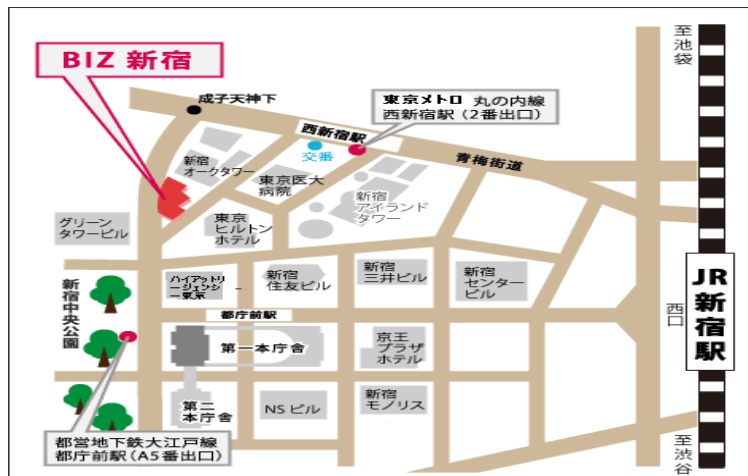 BIZ 新宿
成子天神下
東京メトロ 丸の内線
西新宿駅（2番出口）
西新宿駅
交番
青梅街道
至池袋
新宿
オークタワー
東京医大
病院
新宿
アイランド
タワー
グリーン
タワービル
東京
ヒルトン
ホテル
新宿中央公園
ハイアットリ
ージェンシ
ー東京
新宿
住友ビル
新宿
三井ビル
新宿
センター
ビル
JR新宿駅
西口
都庁前駅
第一本庁舎
京王
プラザ
ホテル
第二
本庁舎
NSビル
新宿
モノリス
都営地下鉄大江戸線
都庁前駅（A5番出口）
至渋谷